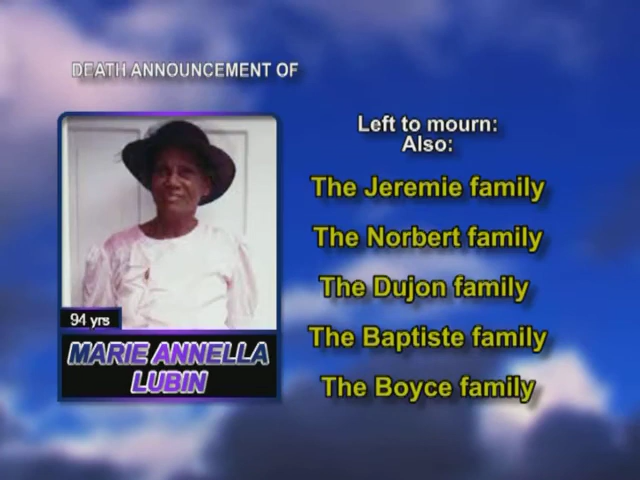 DEATH ANNOUNCEMENT OF
Left to mourn:
Also:
The Jeremie family
The Norbert family
The Dujon family
The Baptiste family
The Boyce family
94 yrs
MARIE ANNELLA
LUBIN